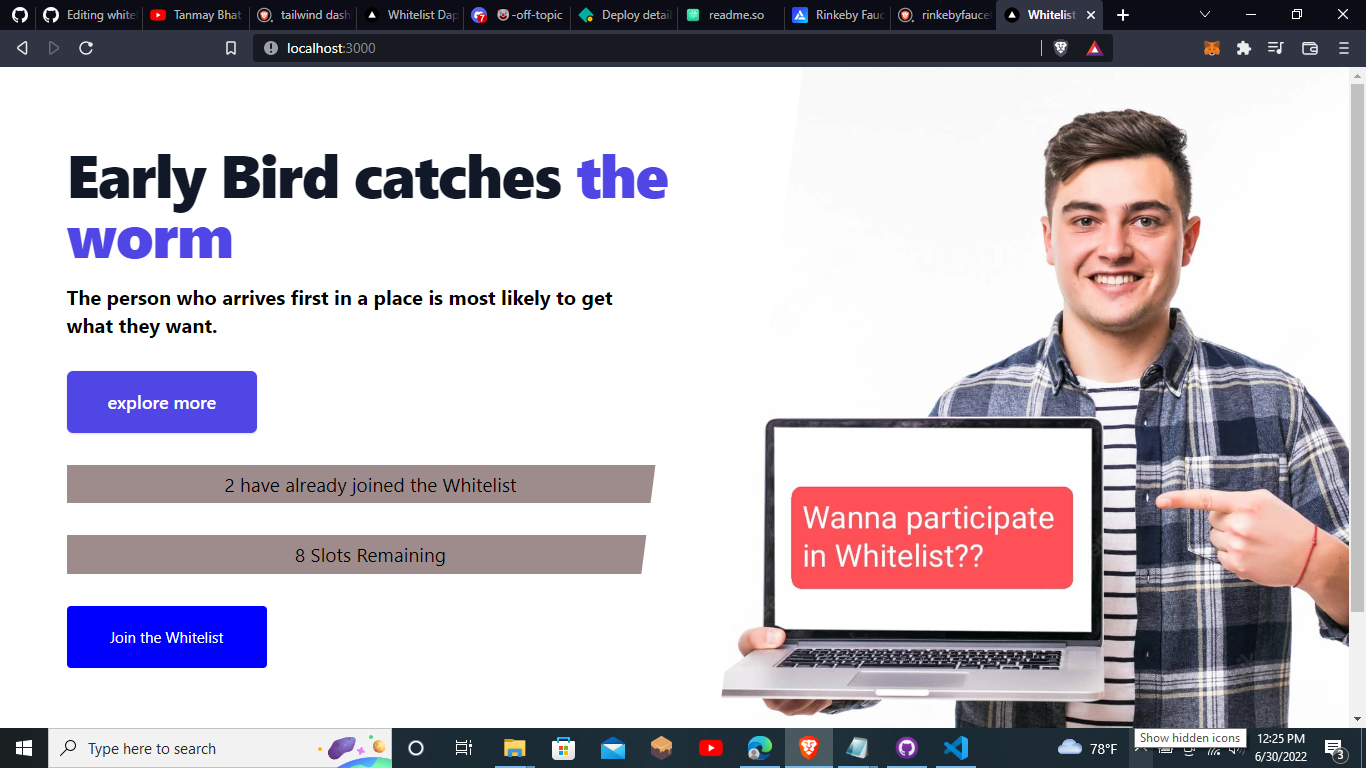 Editing whitel
Tanmay Bhat
tailwind dash
Whitelist Dap
-off-topic
Deploy detail
readme.so
Rinkeby Fauc
rinkebyfaucet
Whitelist
localhost:3000
Early Bird catches the
worm
The person who arrives first in a place is most likely to get
what they want.
explore more
2 have already joined the Whitelist
8 Slots Remaining
Join the Whitelist
Wanna participate
in Whitelist??
Type here to search
78°F
Show hidden icons
12:25 PM
6/30/2022
3